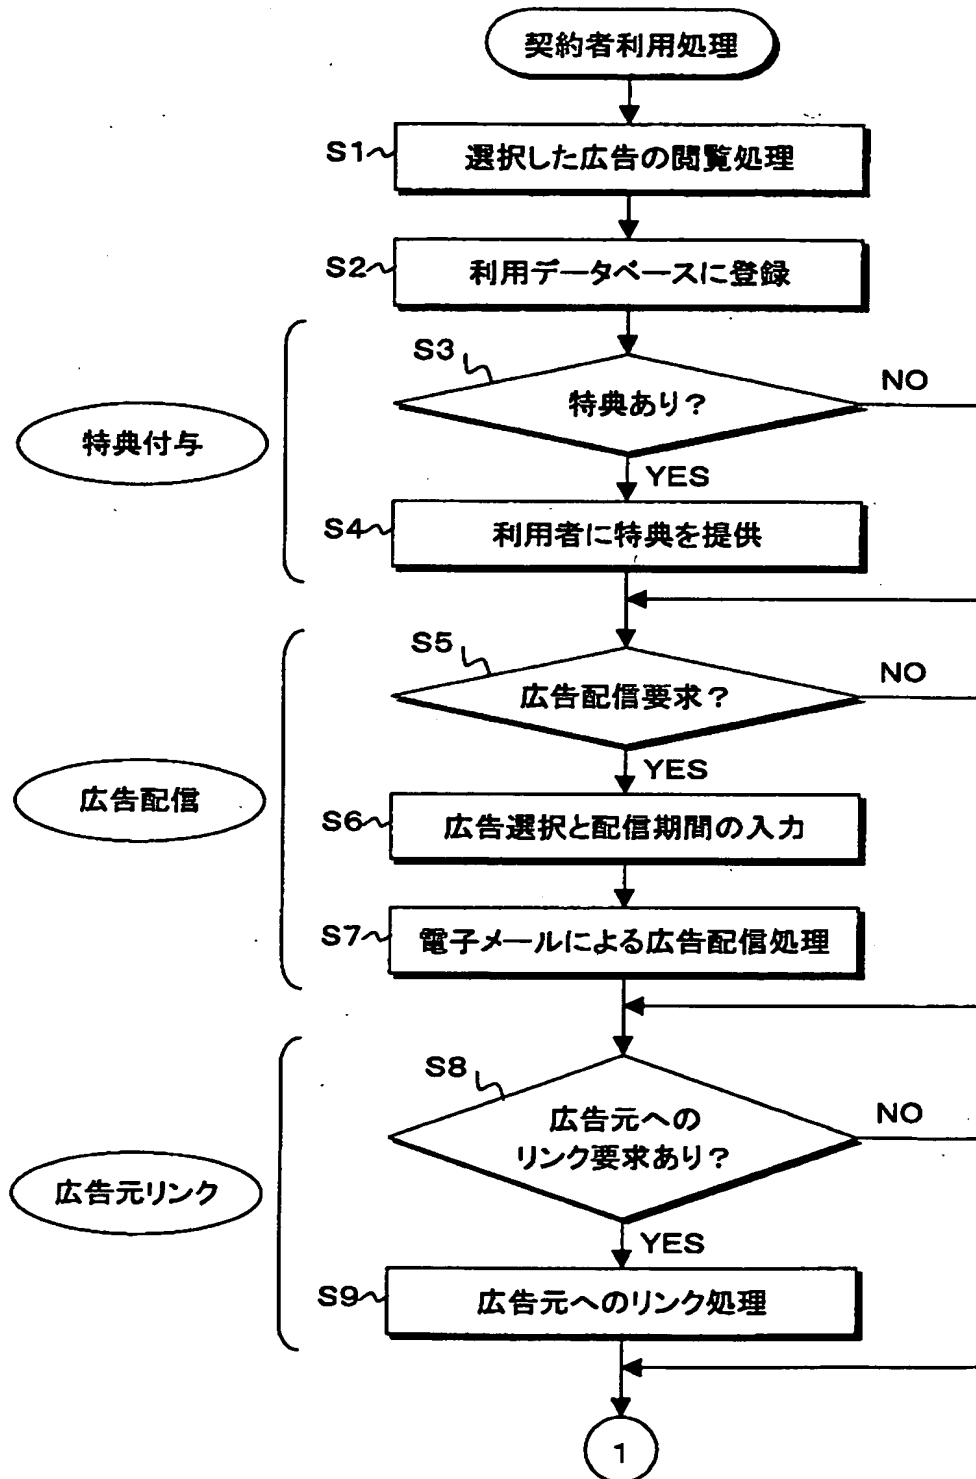 契約者利用処理
S1
選択した広告の閲覧処理
S2
利用データベースに登録
S3
特典あり?
NO
特典付与
YES
S4
利用者に特典を提供
S5
広告配信要求?
NO
YES
広告配信
S6
広告選択と配信期間の入力
S7
電子メールによる広告配信処理
S8
広告元への
リンク要求あり?
NO
広告元リンク
YES
S9
広告元へのリンク処理
1